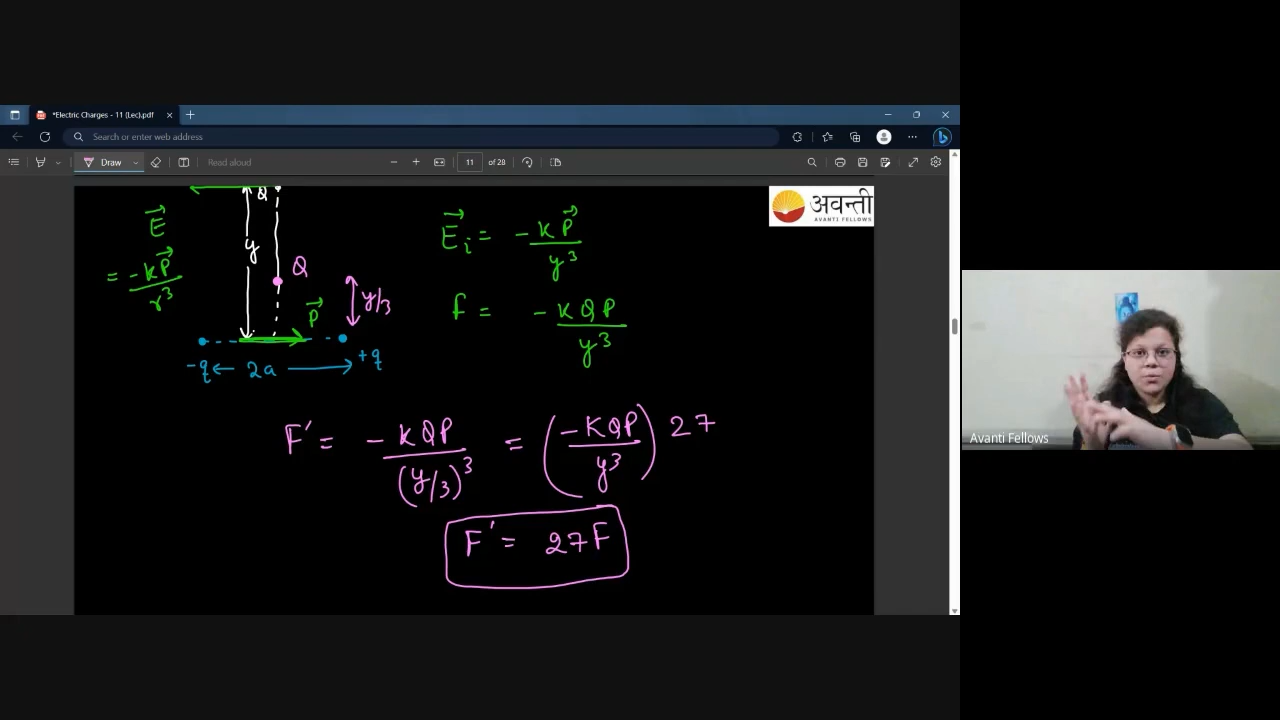 *Electric Charges - 11 (Lec).pdf
Search or enter web address
Draw
Read aloud
11 of 28
अवन्ती
AVANTI FELLOWS
Q
E⃗
= -kP⃗/r³
y
Q
y/3
P⃗
-q ← 2a → +q
E⃗ᵢ = -kP⃗/y³
f = -kQP/y³
F' = -kQP/(y/3)³ = (-kQP/y³) 27
F' = 27F
Avanti Fellows